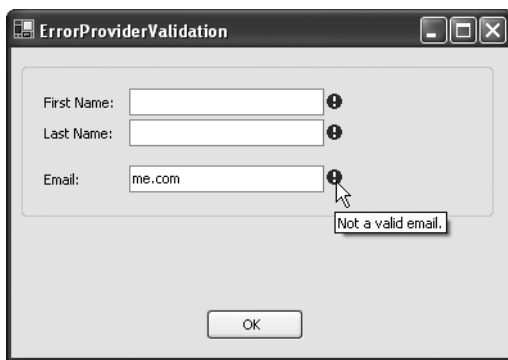 ErrorProviderValidation
First Name:
Last Name:
Email: me.com
Not a valid email.
OK